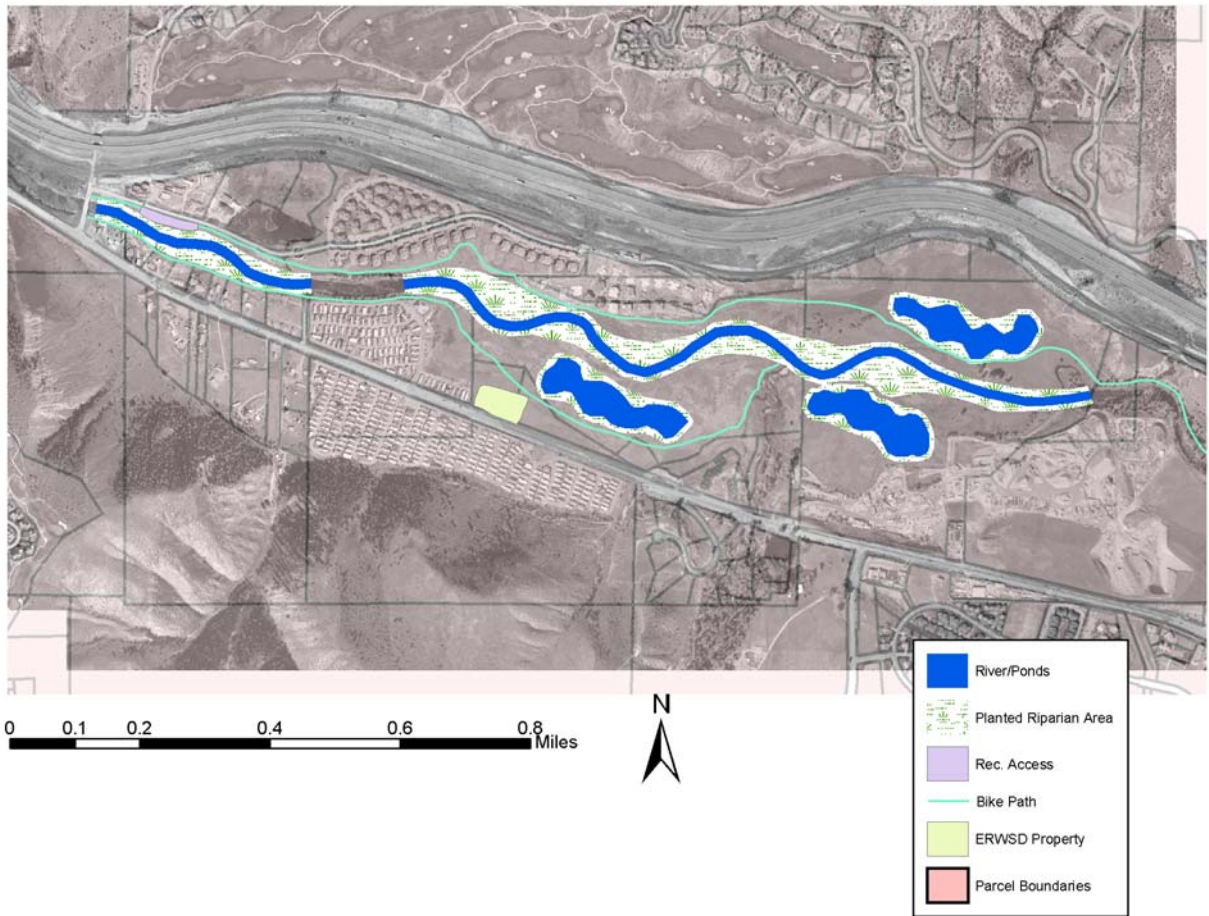 0 0.1 0.2 0.4 0.6 0.8 Miles
N
River/Ponds
Planted Riparian Area
Rec. Access
Bike Path
ERWSD Property
Parcel Boundaries